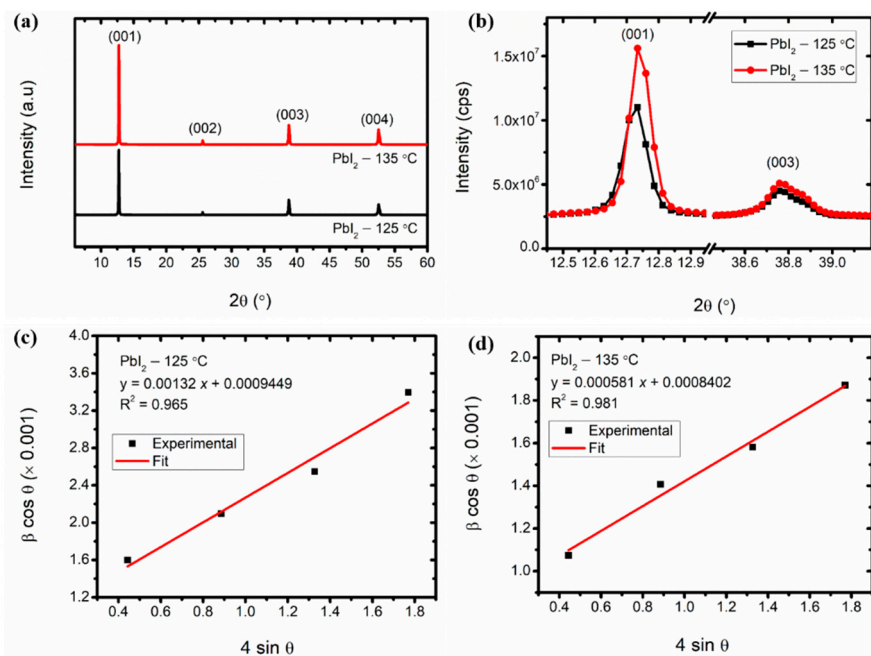 (a)
(001)
(002)
(003)
(004)
PbI₂ – 135 °C
PbI₂ – 125 °C
Intensity (a.u)
10 15 20 25 30 35 40 45 50 55 60
2θ (°)
(b)
(001)
PbI₂ – 125 °C
PbI₂ – 135 °C
(003)
Intensity (cps)
1.5x10⁷
1.0x10⁷
5.0x10⁶
0.0
12.5 12.6 12.7 12.8 12.9 38.6 38.8 39.0
2θ (°)
(c)
PbI₂ – 125 °C
y = 0.00132 x + 0.0009449
R² = 0.965
Experimental
Fit
β cos θ (× 0.001)
4.0
3.6
3.2
2.8
2.4
2.0
1.6
1.2
0.4 0.6 0.8 1.0 1.2 1.4 1.6 1.8
4 sin θ
(d)
PbI₂ – 135 °C
y = 0.000581 x + 0.0008402
R² = 0.981
Experimental
Fit
β cos θ (× 0.001)
2.0
1.8
1.6
1.4
1.2
1.0
0.4 0.6 0.8 1.0 1.2 1.4 1.6 1.8
4 sin θ